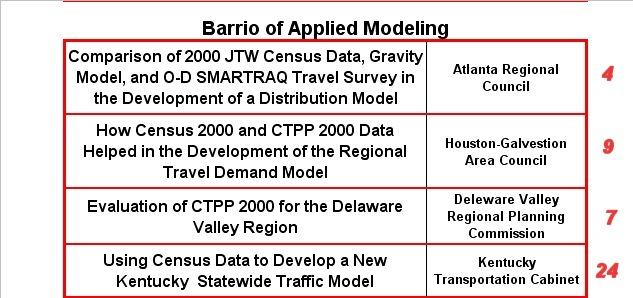 Barrio of Applied Modeling
Comparison of 2000 JTW Census Data, Gravity
Model, and O-D SMARTRAQ Travel Survey in
the Development of a Distribution Model
Atlanta Regional
Council
4
How Census 2000 and CTPP 2000 Data
Helped in the Development of the Regional
Travel Demand Model
Houston-Galvestion
Area Council
9
Evaluation of CTPP 2000 for the Delaware
Valley Region
Deleware Valley
Regional Planning
Commission
7
Using Census Data to Develop a New
Kentucky Statewide Traffic Model
Kentucky
Transportation Cabinet
24